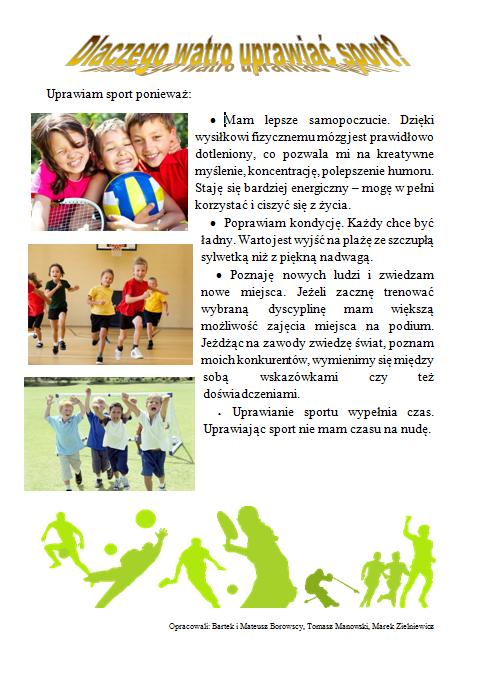 Dlaczego watro uprawiać sport?
Uprawiam sport ponieważ:
• Mam lepsze samopoczucie. Dzięki
wysiłkowi fizycznemu mózg jest prawidłowo
dotleniony, co pozwala mi na kreatywne
myślenie, koncentrację, polepszenie humoru.
Staję się bardziej energiczny – mogę w pełni
korzystać i ciszyć się z życia.
• Poprawiam kondycję. Każdy chce być
ładny. Warto jest wyjść na plażę ze szczupłą
sylwetką niż z piękną nadwagą.
• Poznaję nowych ludzi i zwiedzam
nowe miejsca. Jeżeli zacznę trenować
wybraną dyscyplinę mam większą
możliwość zajęcia miejsca na podium.
Jeżdżąc na zawody zwiedzę świat, poznam
moich konkurentów, wymienimy się między
sobą wskazówkami czy też
doświadczeniami.
• Uprawianie sportu wypełnia czas.
Uprawiając sport nie mam czasu na nudę.
Opracowali: Bartek i Mateusz Borowscy, Tomasz Manowski, Marek Zielniewicz